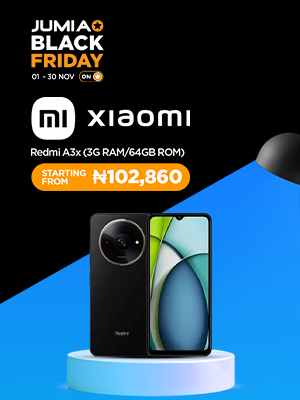 JUMIA
BLACK
FRIDAY
01 - 30 NOV ON
mi xiaomi
Redmi A3x (3G RAM/64GB ROM)
STARTING
FROM ₦102,860
Redmi